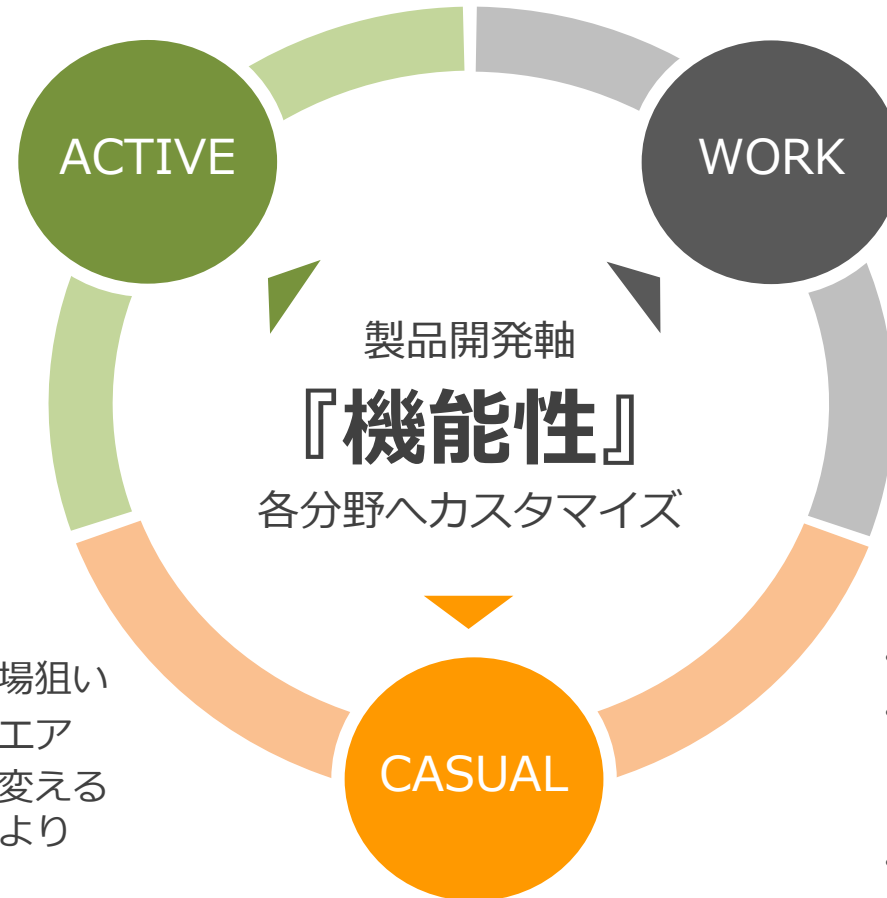 ACTIVE
WORK
製品開発軸
『機能性』
各分野へカスタマイズ
場狙い
エア
変える
より
CASUAL